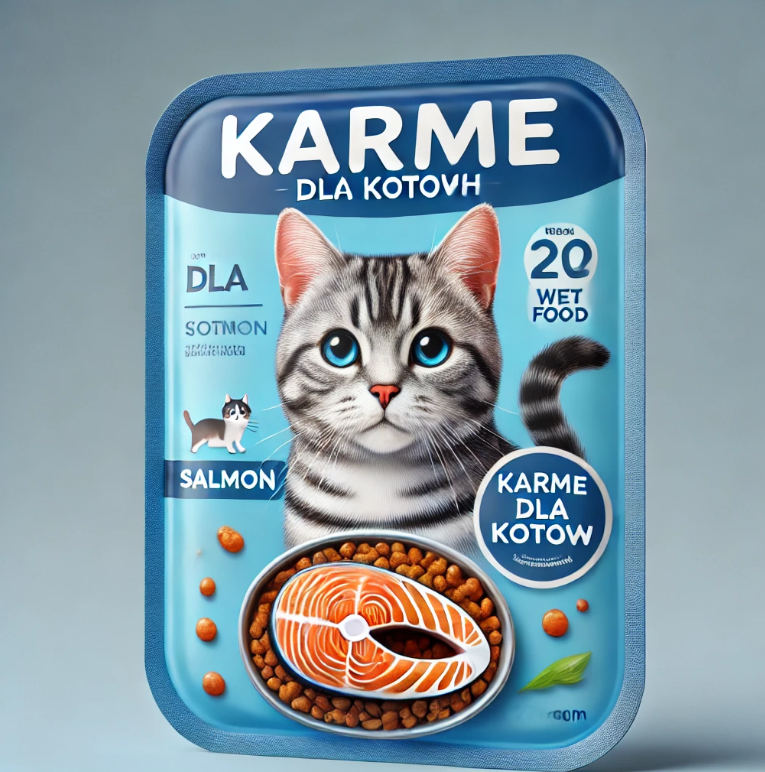 KARME
DLA KOTOVH
DLA
SOTMON
20
WET
FOOD
SALMON
KARME
DLA
KOTOW